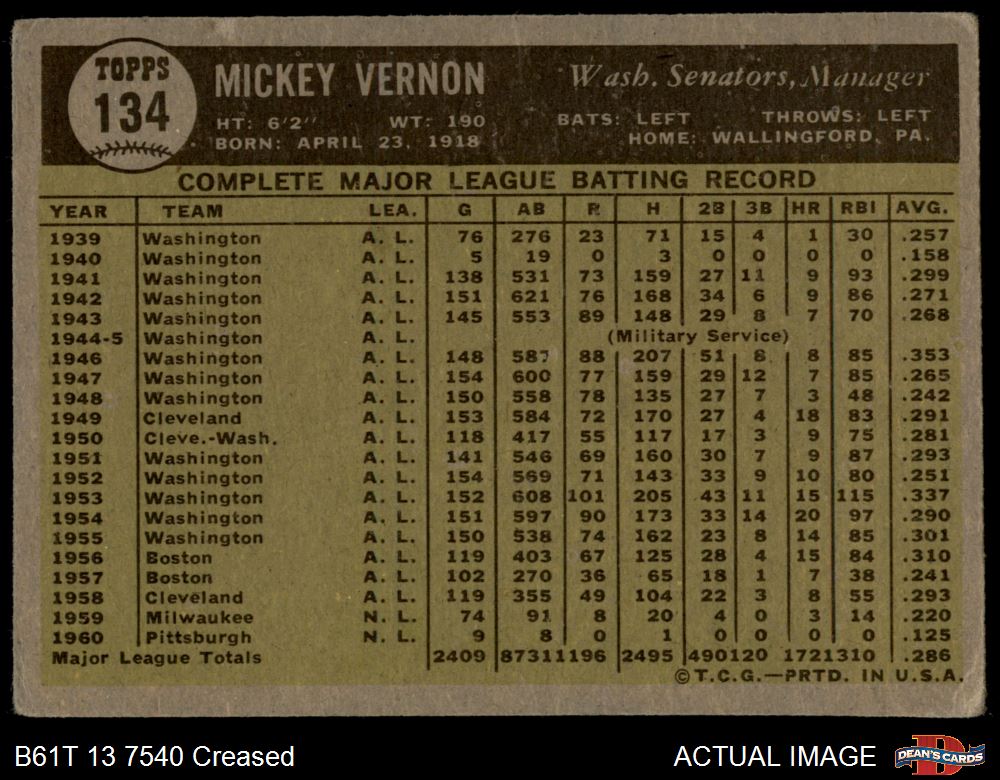 TOPPS
134
MICKEY VERNON
Wash. Senators, Manager
HT: 6'2" WT: 190 BATS: LEFT THROWS: LEFT
BORN: APRIL 23, 1918 HOME: WALLINGFORD, PA.
COMPLETE MAJOR LEAGUE BATTING RECORD
YEAR TEAM LEA. G AB R H 2B 3B HR RBI AVG.
1939 Washington A. L. 76 276 23 71 15 4 1 30 .257
1940 Washington A. L. 5 19 0 3 0 0 0 0 .158
1941 Washington A. L. 138 531 73 159 27 11 9 93 .299
1942 Washington A. L. 151 621 76 168 34 6 9 86 .271
1943 Washington A. L. 145 553 89 148 29 8 7 70 .268
1944-5 Washington A. L. (Military Service)
1946 Washington A. L. 148 587 88 207 51 8 8 85 .353
1947 Washington A. L. 154 600 77 159 29 12 7 85 .265
1948 Washington A. L. 150 558 78 135 27 7 3 48 .242
1949 Cleveland A. L. 153 584 72 170 27 4 18 83 .291
1950 Cleve.-Wash. A. L. 118 417 55 117 17 3 9 75 .281
1951 Washington A. L. 141 546 69 160 30 7 9 87 .293
1952 Washington A. L. 154 569 71 143 33 9 10 80 .251
1953 Washington A. L. 152 608 101 205 43 11 15 115 .337
1954 Washington A. L. 151 597 90 173 33 14 20 97 .290
1955 Washington A. L. 150 538 74 162 23 8 14 85 .301
1956 Boston A. L. 119 403 67 125 28 4 15 84 .310
1957 Boston A. L. 102 270 36 65 18 1 7 38 .241
1958 Cleveland A. L. 119 355 49 104 22 3 8 55 .293
1959 Milwaukee N. L. 74 91 8 20 4 0 3 14 .220
1960 Pittsburgh N. L. 9 8 0 1 0 0 0 0 .125
Major League Totals 2409 8731 1196 2495 490 120 172 1310 .286
©T.C.G.—PRTD. IN U.S.A.
B61T 13 7540 Creased ACTUAL IMAGE DEAN'S CARDS